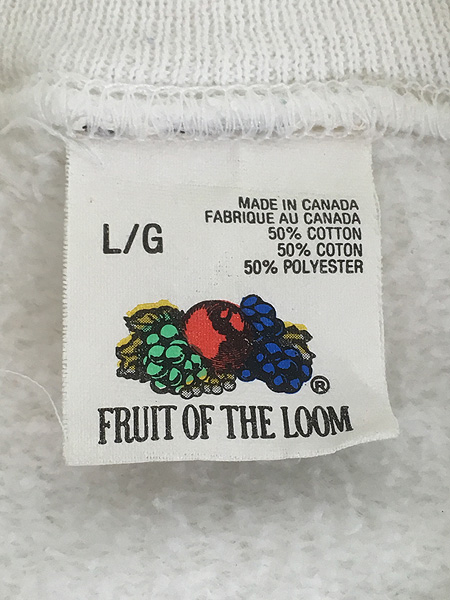 L/G
MADE IN CANADA
FABRIQUE AU CANADA
50% COTTON
50% COTON
50% POLYESTER
®
FRUIT OF THE LOOM